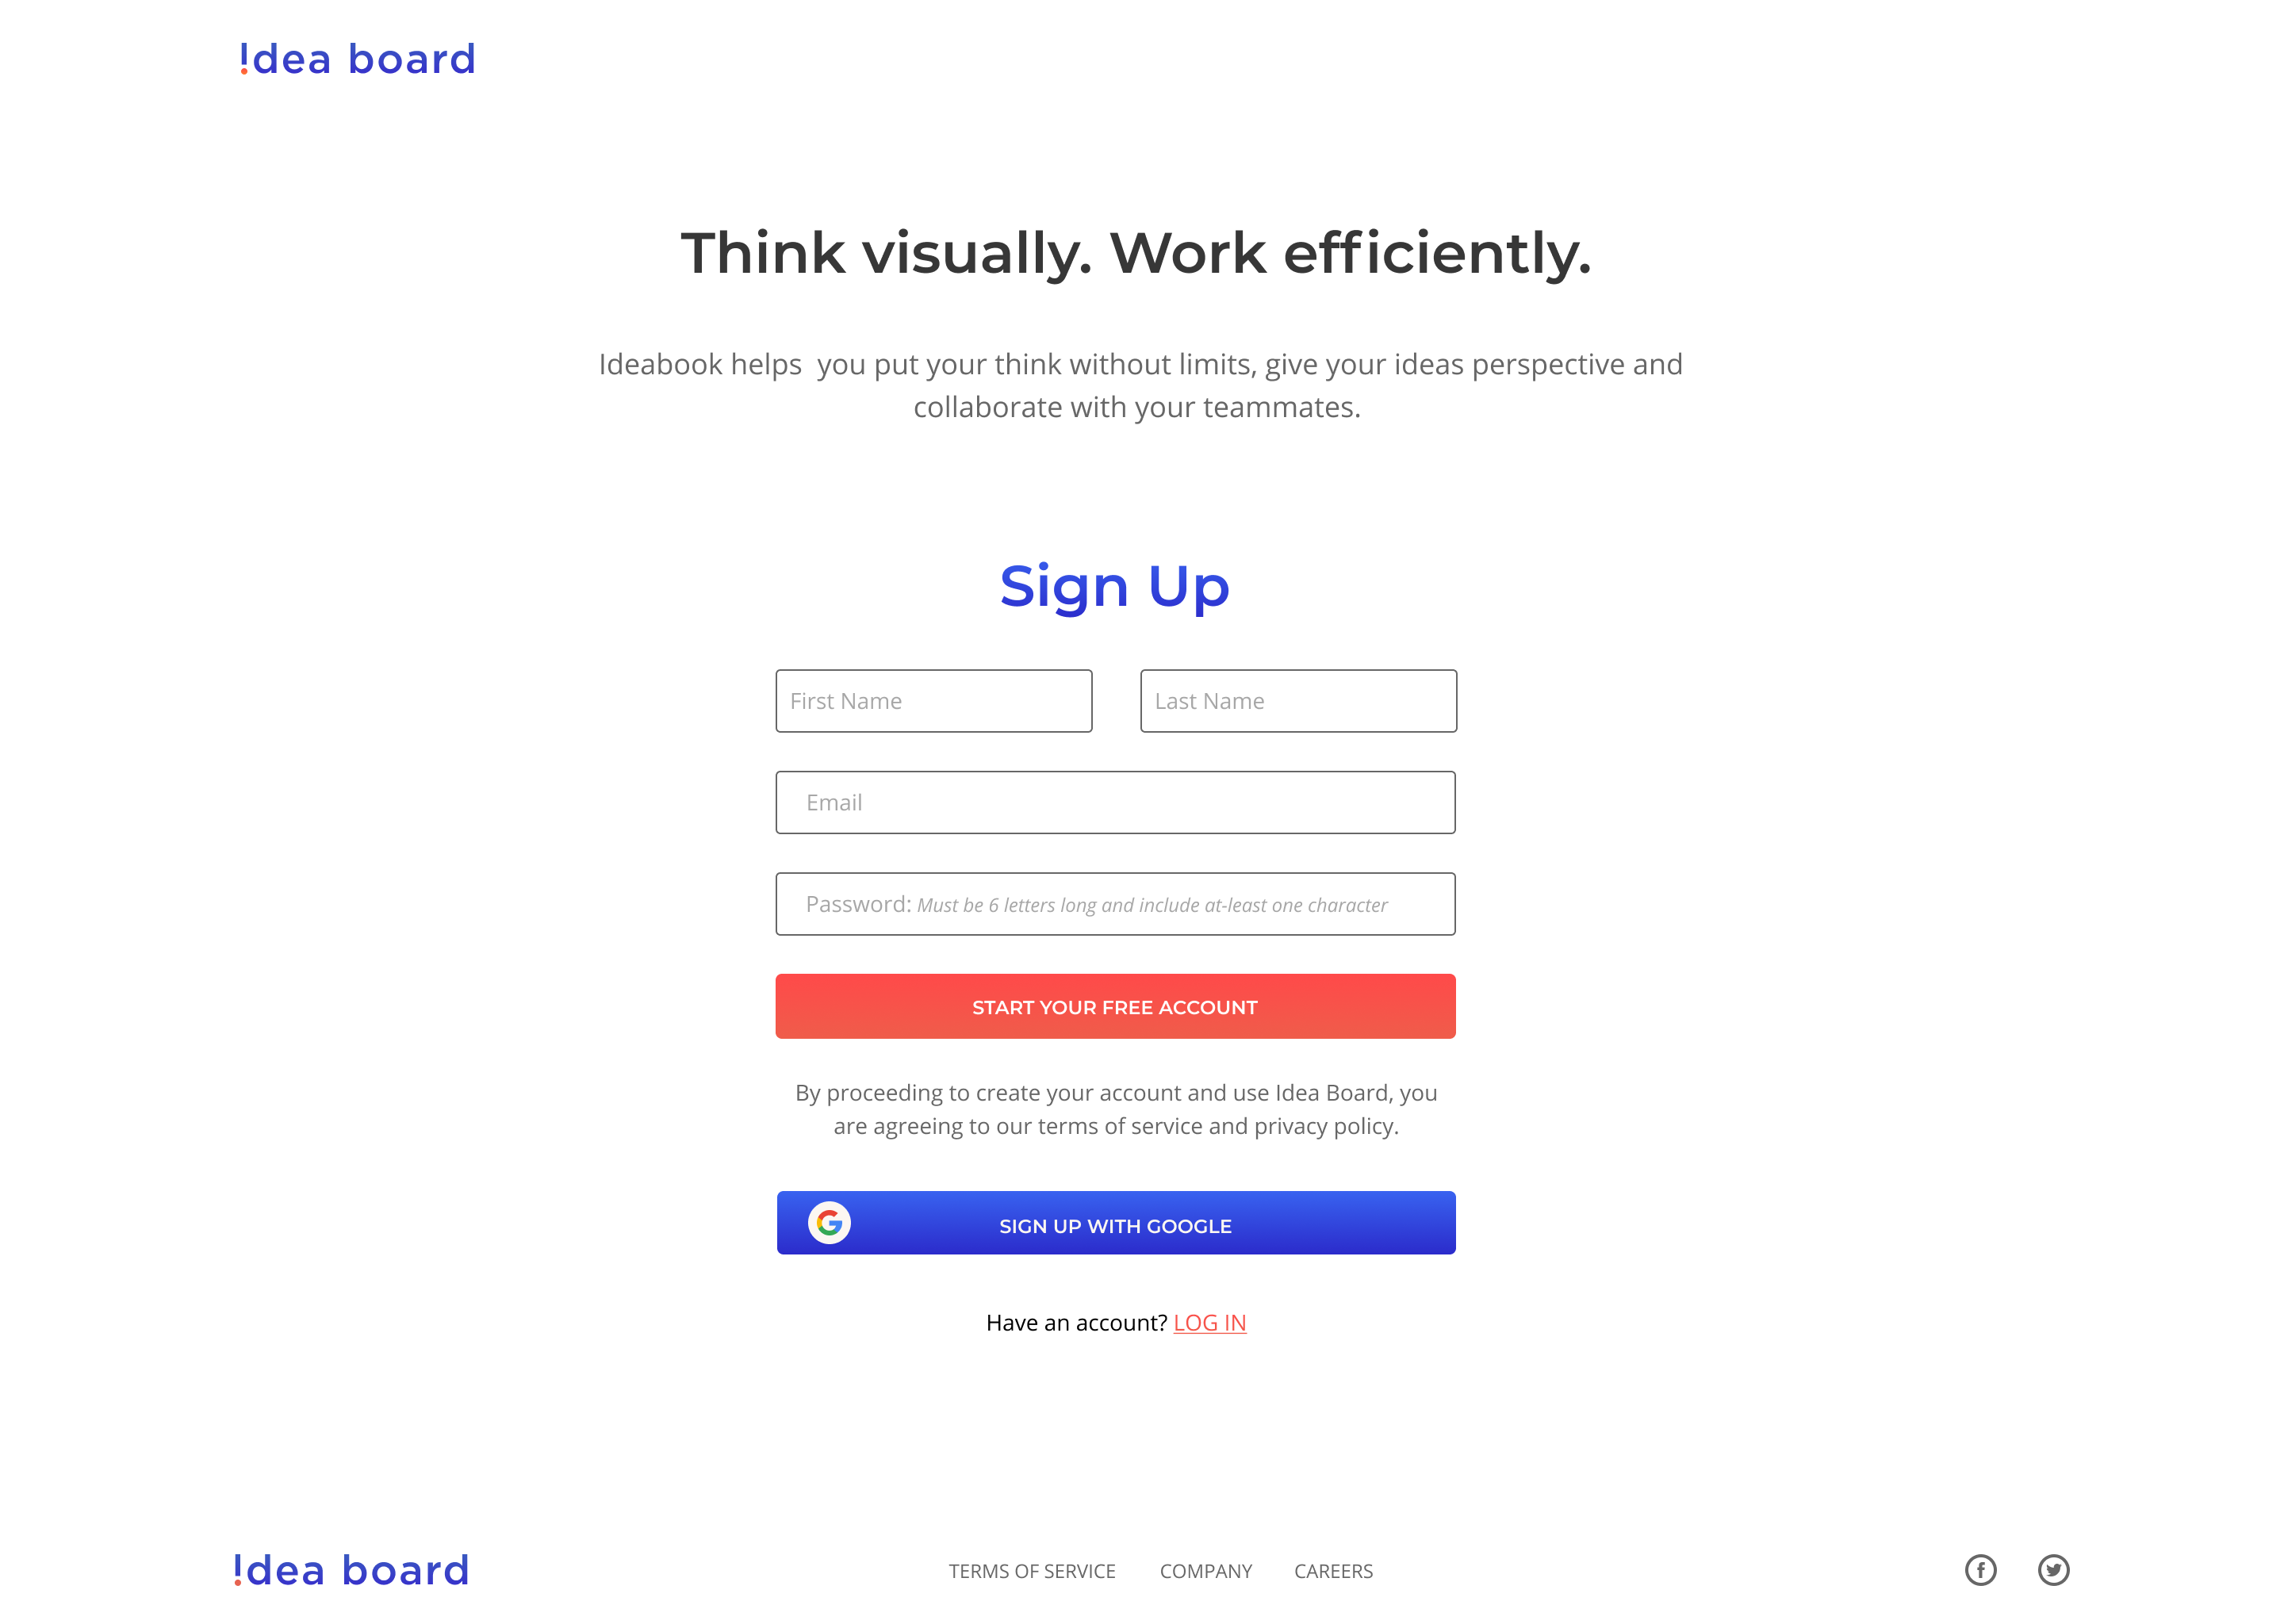 !dea board
Think visually. Work efficiently.
Ideabook helps  you put your think without limits, give your ideas perspective and
collaborate with your teammates.
Sign Up
First Name
Last Name
Email
Password: Must be 6 letters long and include at-least one character
START YOUR FREE ACCOUNT
By proceeding to create your account and use Idea Board, you
are agreeing to our terms of service and privacy policy.
SIGN UP WITH GOOGLE
Have an account? LOG IN
!dea board
TERMS OF SERVICE
COMPANY
CAREERS